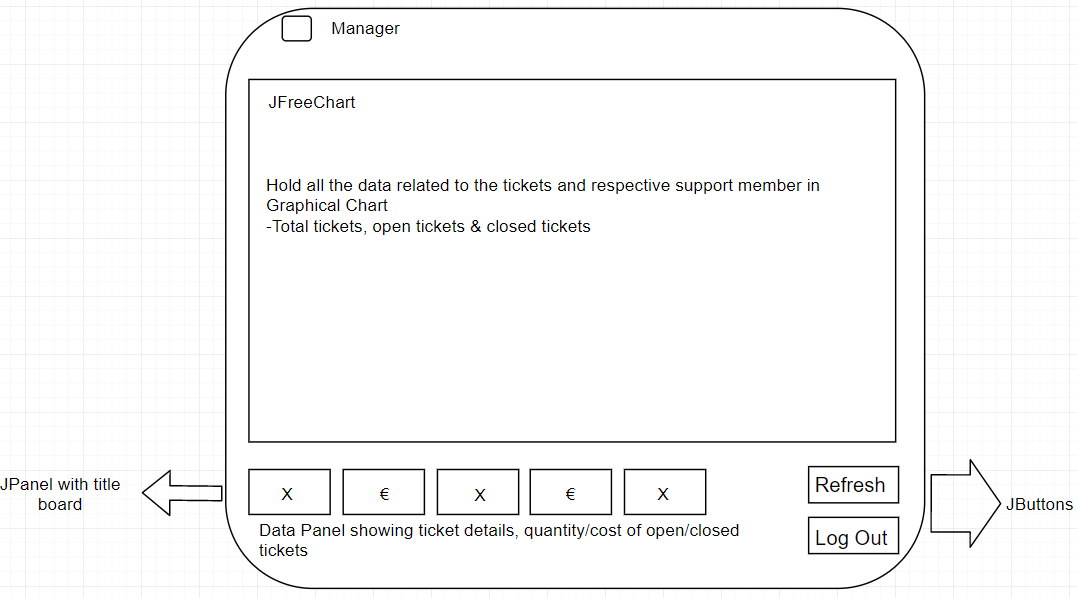 Manager
JFreeChart
Hold all the data related to the tickets and respective support member in
Graphical Chart
-Total tickets, open tickets & closed tickets
JPanel with title
board
X
€
X
€
X
Data Panel showing ticket details, quantity/cost of open/closed
tickets
Refresh
Log Out
JButtons